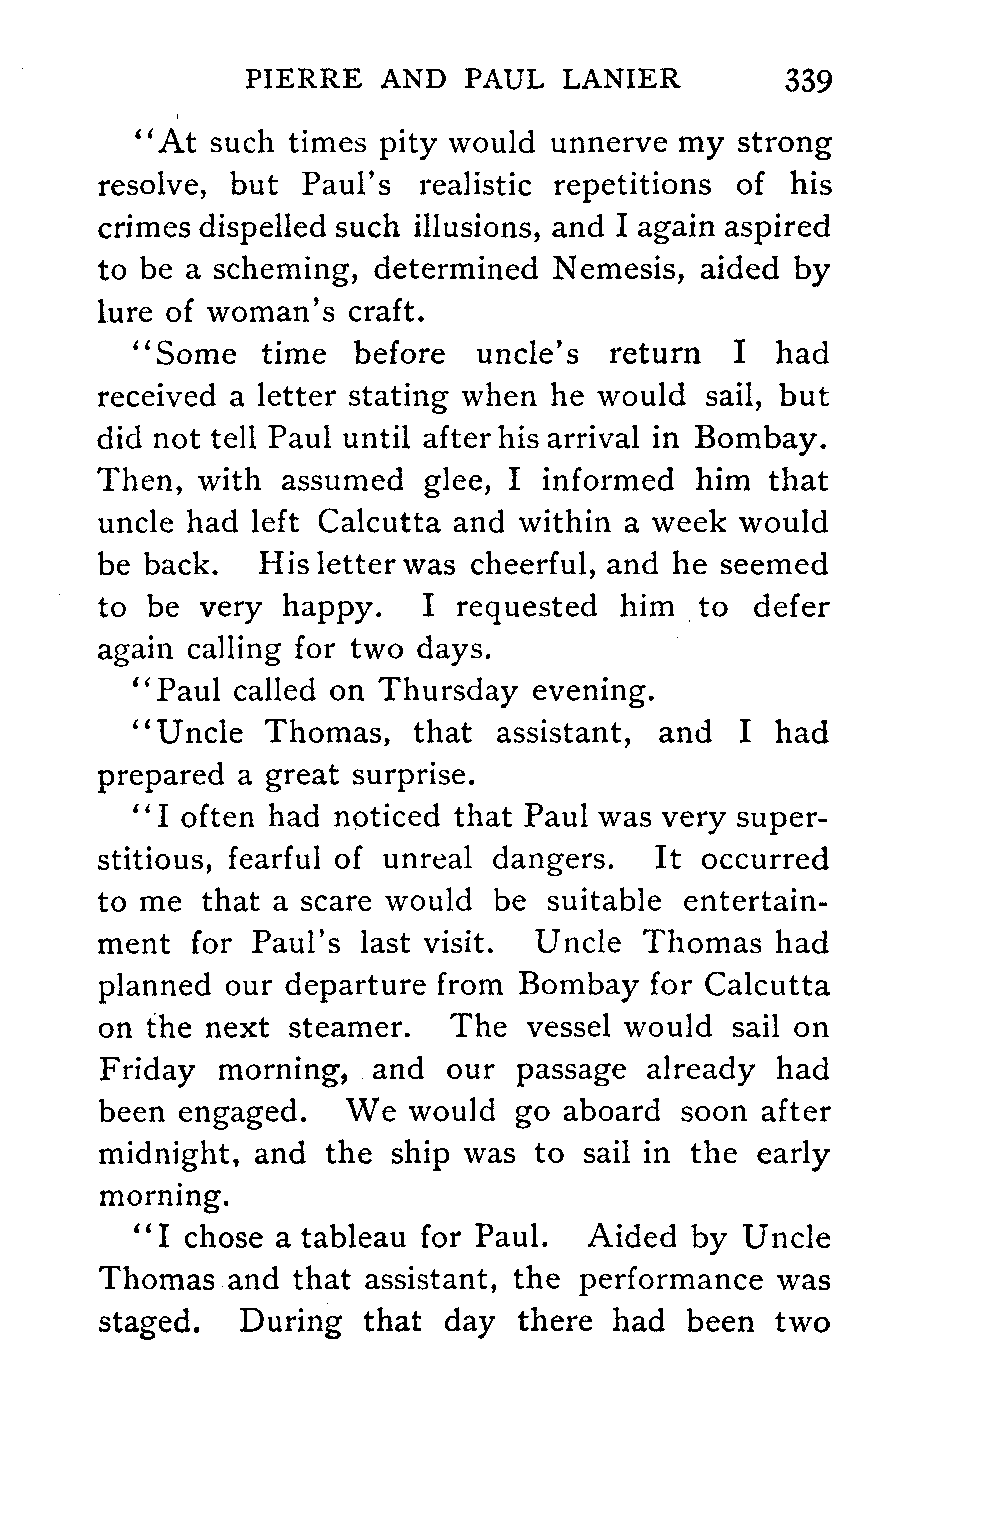 PIERRE AND PAUL LANIER 339
“At such times pity would unnerve my strong
resolve, but Paul’s realistic repetitions of his
crimes dispelled such illusions, and I again aspired
to be a scheming, determined Nemesis, aided by
lure of woman’s craft.
“Some time before uncle’s return I had
received a letter stating when he would sail, but
did not tell Paul until after his arrival in Bombay.
Then, with assumed glee, I informed him that
uncle had left Calcutta and within a week would
be back. His letter was cheerful, and he seemed
to be very happy. I requested him to defer
again calling for two days.
“Paul called on Thursday evening.
“Uncle Thomas, that assistant, and I had
prepared a great surprise.
“I often had noticed that Paul was very super-
stitious, fearful of unreal dangers. It occurred
to me that a scare would be suitable entertain-
ment for Paul’s last visit. Uncle Thomas had
planned our departure from Bombay for Calcutta
on the next steamer. The vessel would sail on
Friday morning, and our passage already had
been engaged. We would go aboard soon after
midnight, and the ship was to sail in the early
morning.
“I chose a tableau for Paul. Aided by Uncle
Thomas and that assistant, the performance was
staged. During that day there had been two